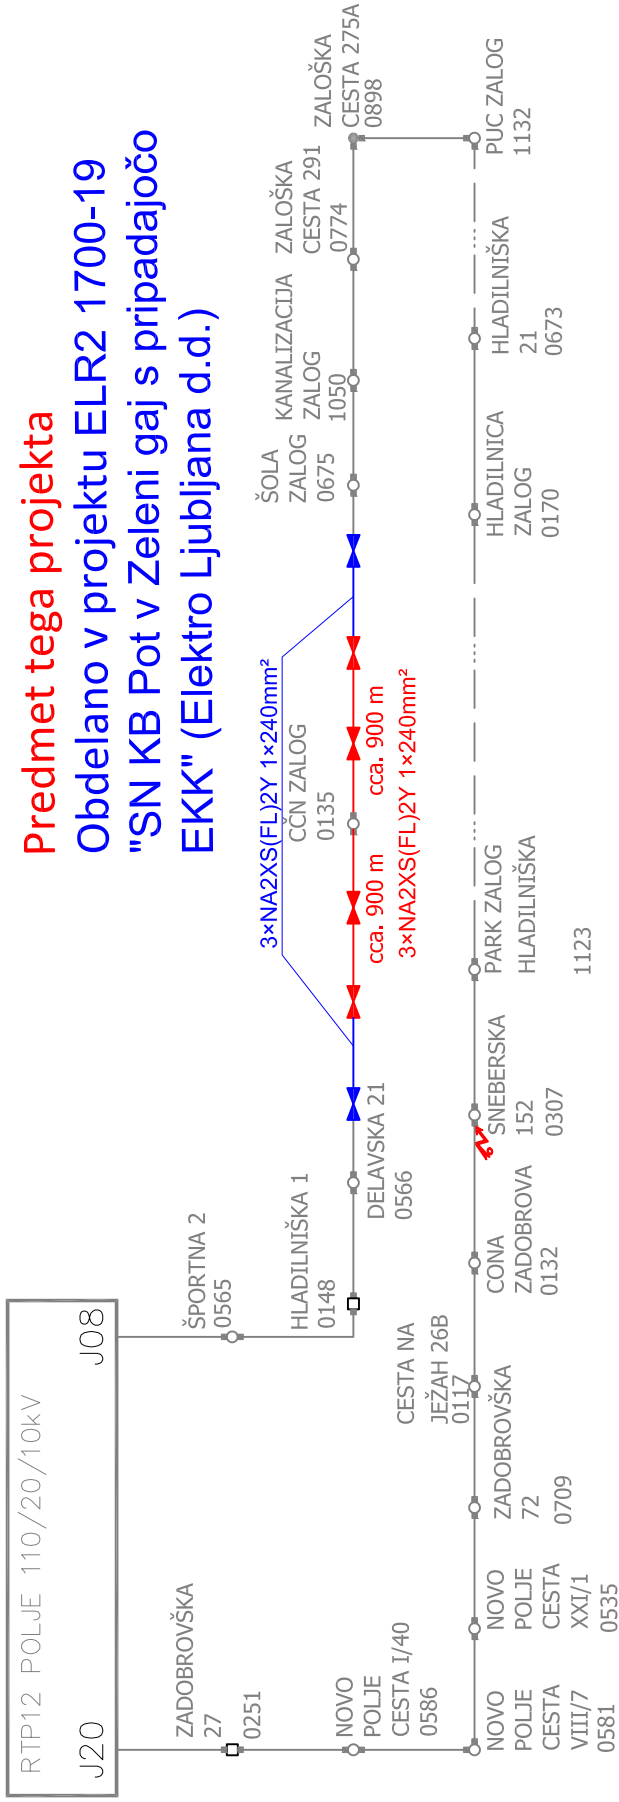 Predmet tega projekta
Obdelano v projektu ELR2 1700-19
"SN KB Pot v Zeleni gaj s pripadajočo
EKK" (Elektro Ljubljana d.d.)
RTP12 POLJE 110/20/10kV
J20
J08
ZADOBROVŠKA
27
0251
ŠPORTNA 2
0565
HLADILNIŠKA 1
0148
DELAVSKA 21
0566
3×NA2XS(FL)2Y 1×240mm²
ČČN ZALOG
0135
cca. 900 m
cca. 900 m
3×NA2XS(FL)2Y 1×240mm²
ŠOLA
ZALOG
0675
KANALIZACIJA
ZALOG
1050
ZALOŠKA
CESTA 291
0774
ZALOŠKA
CESTA 275A
0898
NOVO
POLJE
CESTA I/40
0586
NOVO
POLJE
CESTA
VIII/7
0581
NOVO
POLJE
CESTA
XXI/1
0535
ZADOBROVŠKA
72
0709
CESTA NA
JEŽAH 26B
0117
CONA
ZADOBROVA
0132
SNEBERSKA
152
0307
PARK ZALOG
HLADILNIŠKA
1123
HLADILNICA
ZALOG
0170
HLADILNIŠKA
21
0673
PUC ZALOG
1132